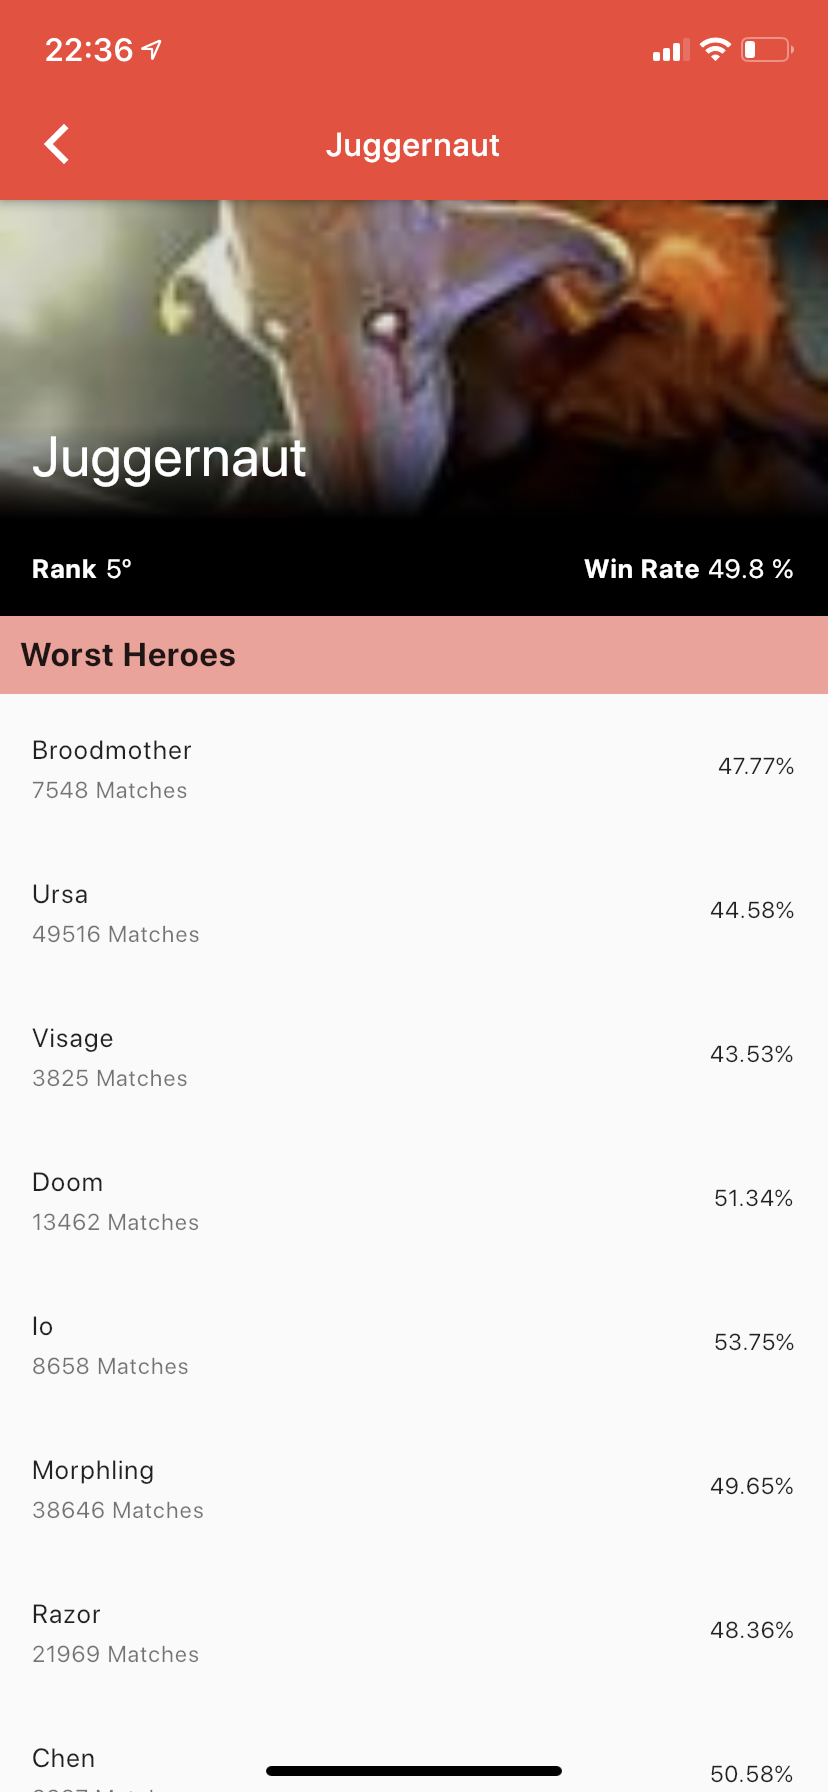 22:36
Juggernaut
Juggernaut
Rank 5º
Win Rate 49.8 %
Worst Heroes
Broodmother
7548 Matches
47.77%
Ursa
49516 Matches
44.58%
Visage
3825 Matches
43.53%
Doom
13462 Matches
51.34%
Io
8658 Matches
53.75%
Morphling
38646 Matches
49.65%
Razor
21969 Matches
48.36%
Chen
50.58%